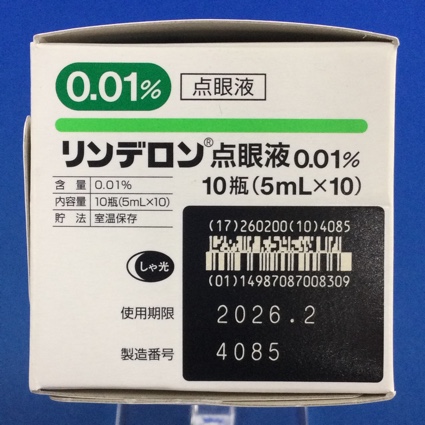 0.01% 点眼液
リンデロン®点眼液0.01%
10瓶(5mL×10)
含量 0.01%
内容量 10瓶(5mL×10)
貯法 室温保存
しゃ光
(17)260200(10)4085
(01)14987087008309
使用期限 2026.2
製造番号 4085